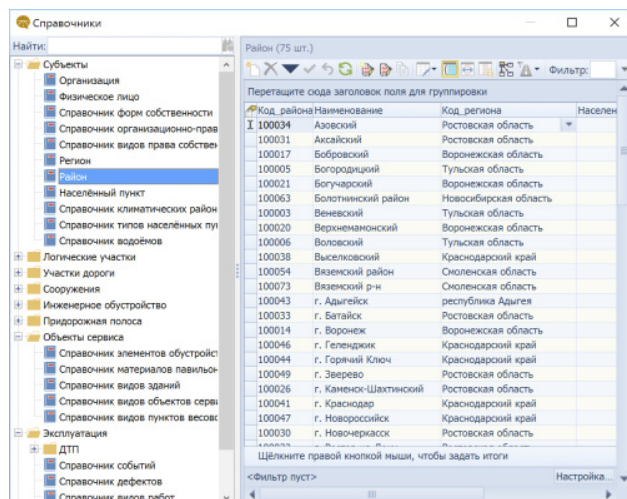 Справочники
Найти:
Субъекты
Организация
Физическое лицо
Справочник форм собственности
Справочник организационно-прав
Справочник видов права собствен
Регион
Район
Населённый пункт
Справочник климатических район
Справочник типов населённых пун
Справочник водоёмов
Логические участки
Участки дороги
Сооружения
Инженерное обустройство
Придорожная полоса
Объекты сервиса
Справочник элементов обустройст
Справочник материалов павильон
Справочник видов зданий
Справочник видов объектов серви
Справочник видов пунктов весово
Эксплуатация
ДТП
Справочник событий
Справочник дефектов
Справочник видов работ
Район (75 шт.)
Фильтр:
Перетащите сюда заголовок поля для группировки
Код_района Наименование Код_региона Населен
100034 Азовский Ростовская область
100031 Аксайский Ростовская область
100017 Бобровский Воронежская область
100005 Богородицкий Тульская область
100021 Богучарский Воронежская область
100063 Болотнинский район Новосибирская область
100003 Веневский Тульская область
100020 Верхнемамонский Воронежская область
100006 Воловский Тульская область
100038 Выселковский Краснодарский край
100054 Вяземский район Смоленская область
100073 Вяземский р-н Смоленская область
100043 г. Адыгейск республика Адыгея
100033 г. Батайск Ростовская область
100014 г. Воронеж Воронежская область
100046 г. Геленджик Краснодарский край
100044 г. Горячий Ключ Краснодарский край
100049 г. Зверево Ростовская область
100026 г. Каменск-Шахтинский Ростовская область
100041 г. Краснодар Краснодарский край
100047 г. Новороссийск Краснодарский край
100030 г. Новочеркасск Ростовская область
Щёлкните правой кнопкой мыши, чтобы задать итоги
<Фильтр пуст> Настройка...